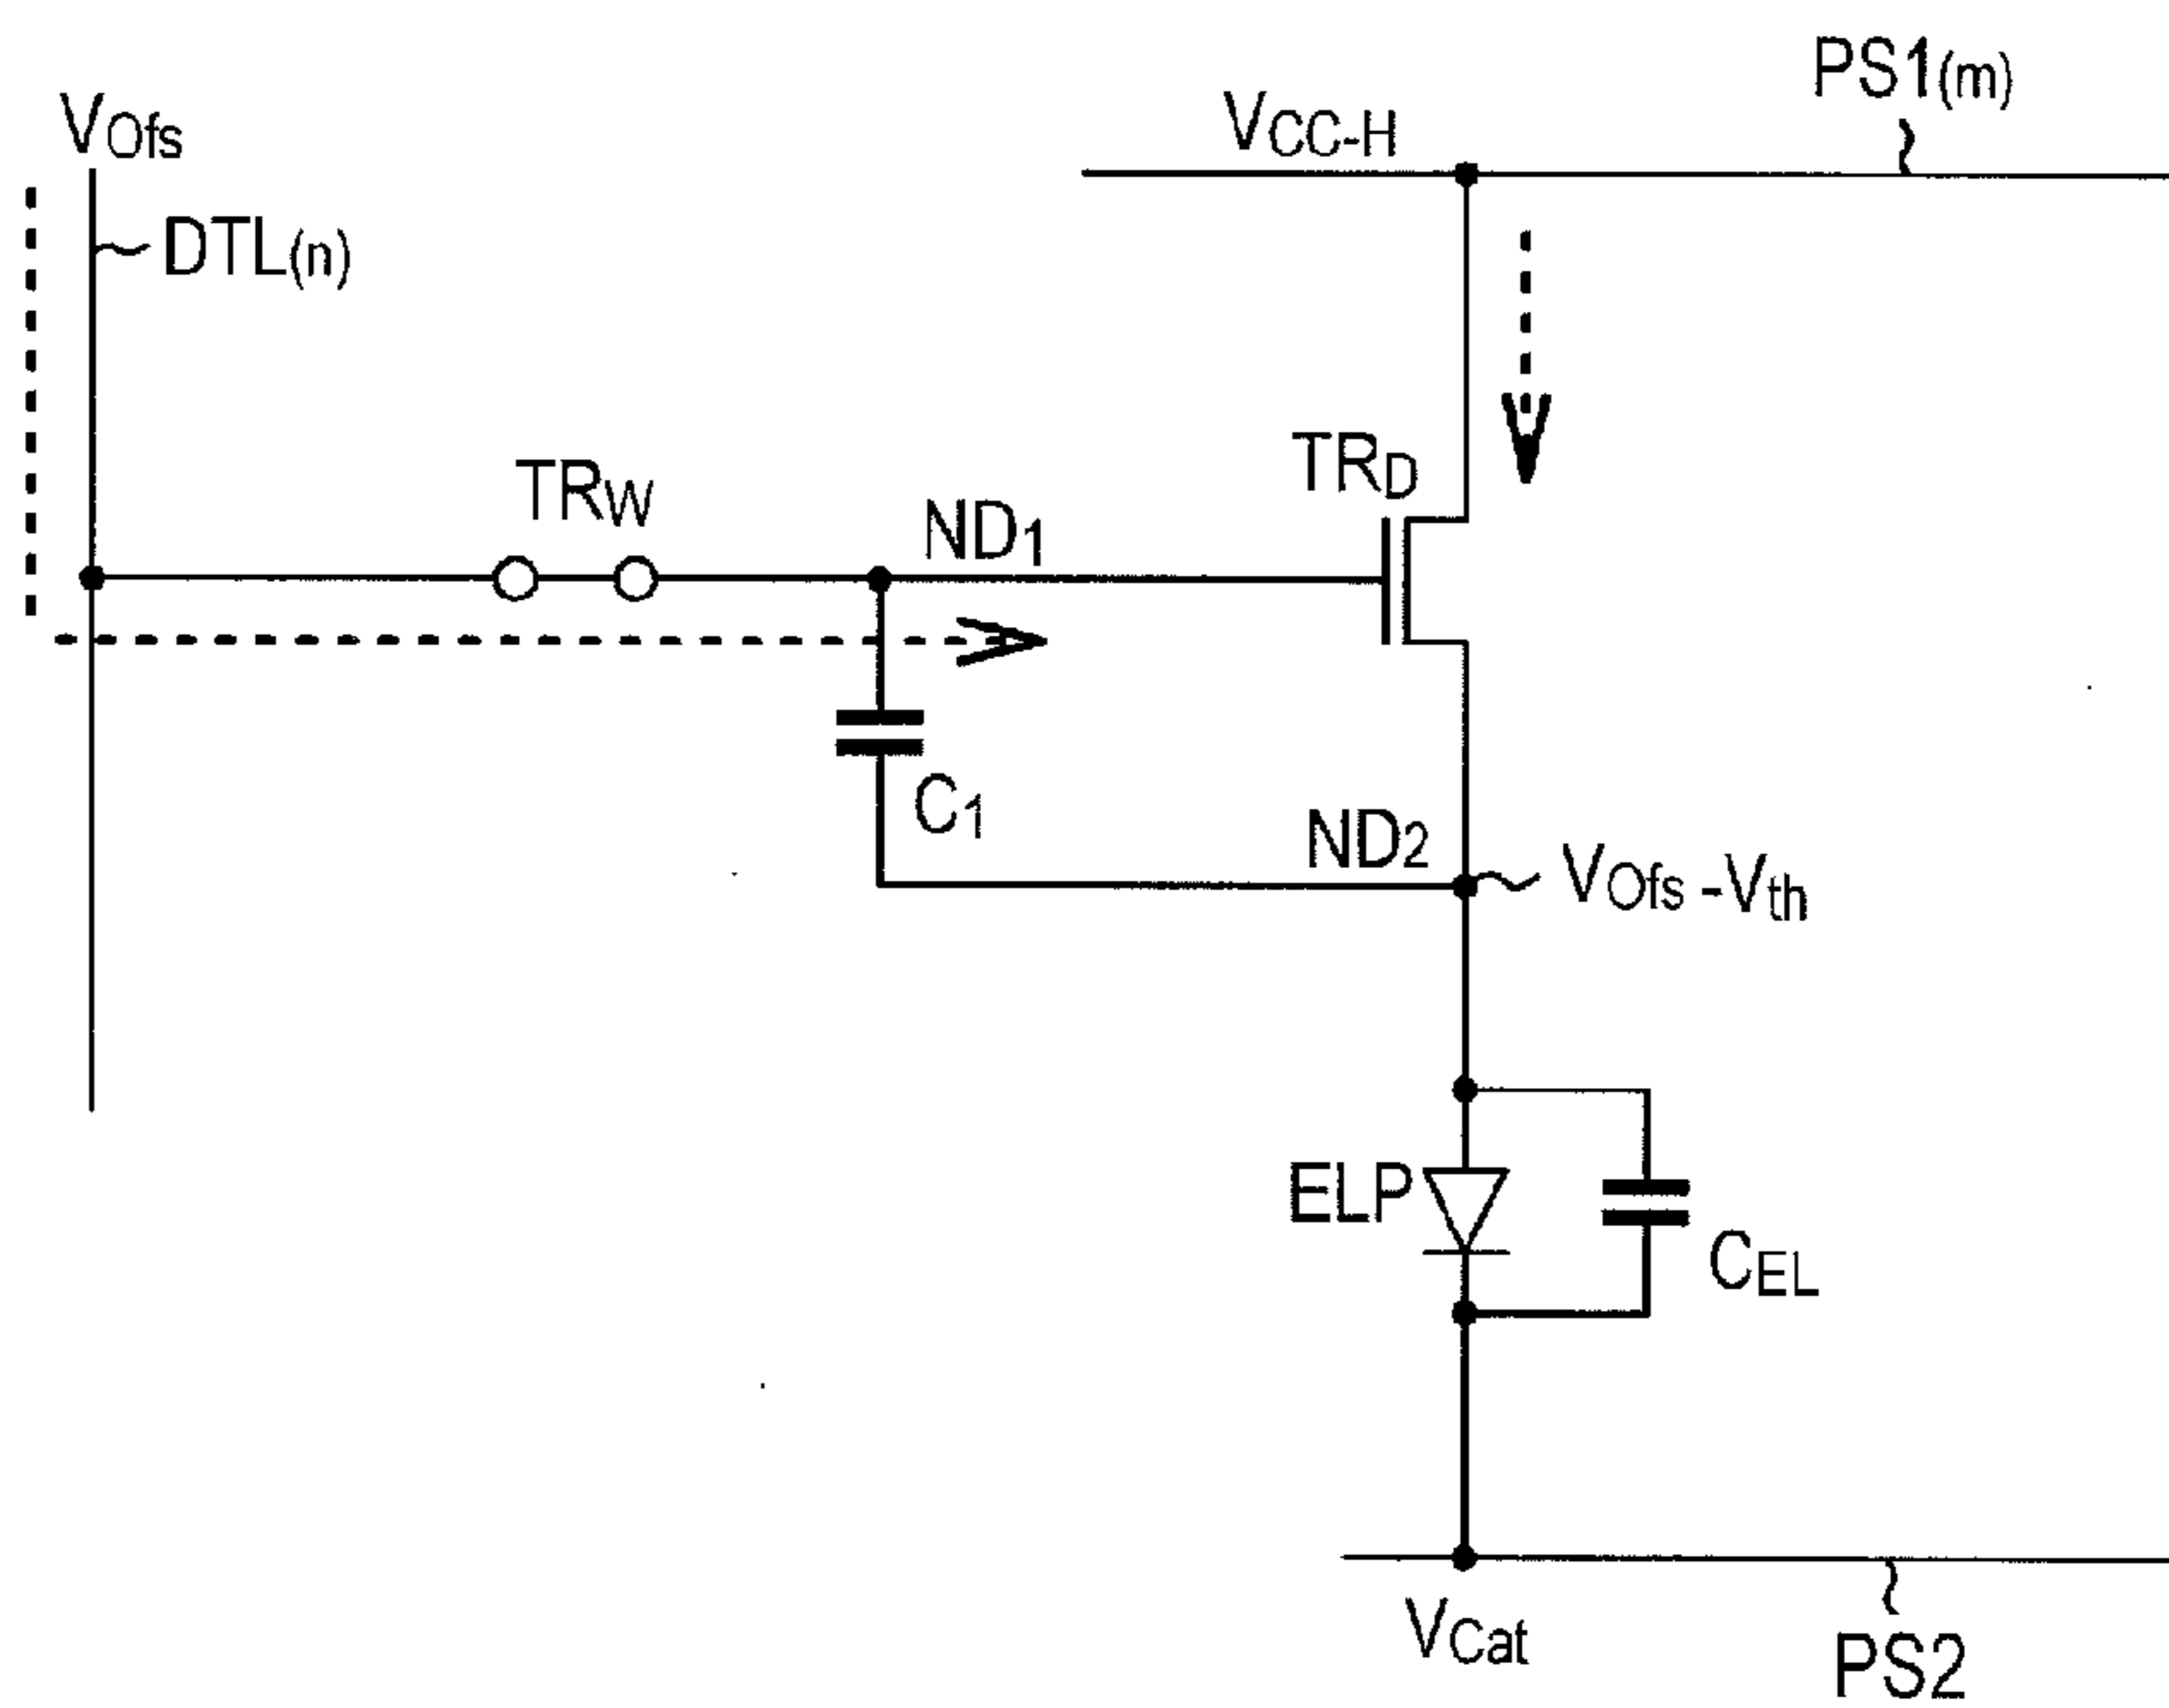 PS1(m)
VOfs
VCC-H
DTL(n)
TRD
TRW
ND1
C1
ND2
VOfs -Vth
ELP
CEL
VCat
PS2